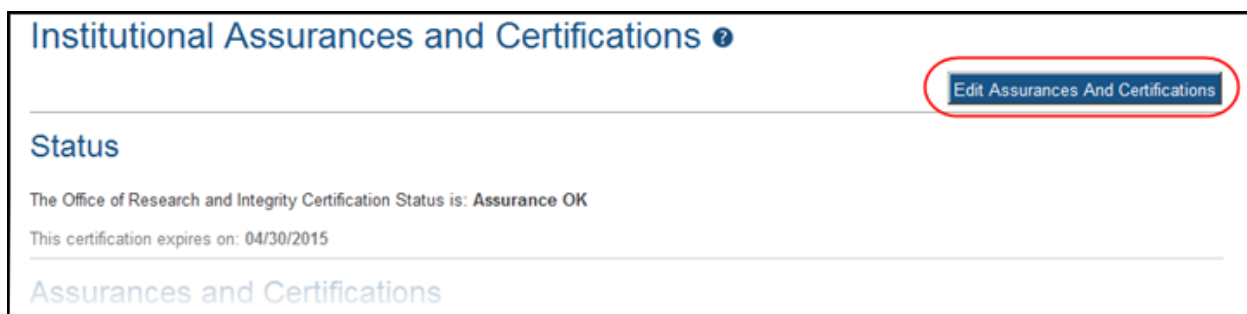 Institutional Assurances and Certifications ?
Edit Assurances And Certifications
Status
The Office of Research and Integrity Certification Status is: Assurance OK
This certification expires on: 04/30/2015
Assurances and Certifications